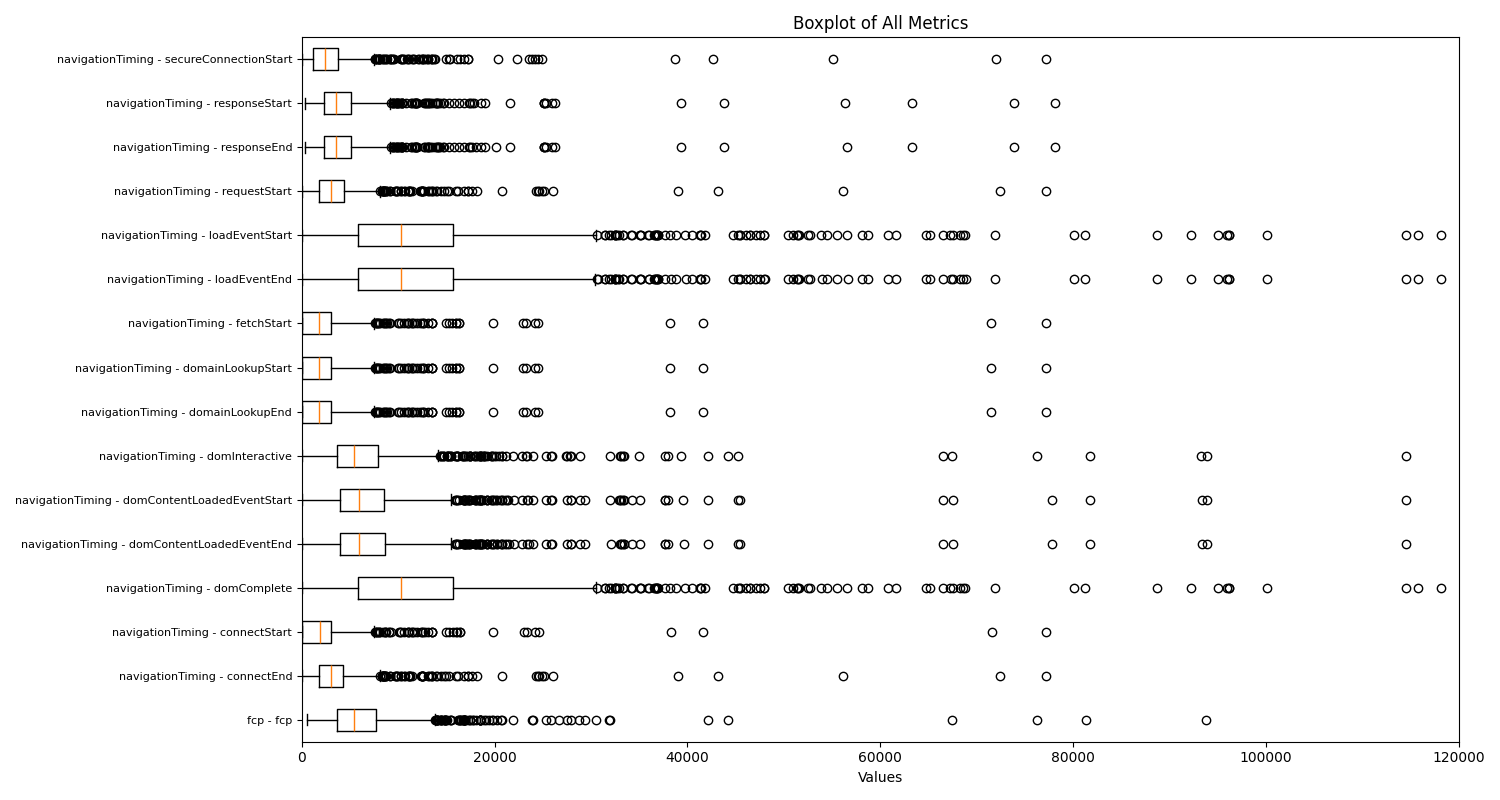 Boxplot of All Metrics
navigationTiming - secureConnectionStart
navigationTiming - responseStart
navigationTiming - responseEnd
navigationTiming - requestStart
navigationTiming - loadEventStart
navigationTiming - loadEventEnd
navigationTiming - fetchStart
navigationTiming - domainLookupStart
navigationTiming - domainLookupEnd
navigationTiming - domInteractive
navigationTiming - domContentLoadedEventStart
navigationTiming - domContentLoadedEventEnd
navigationTiming - domComplete
navigationTiming - connectStart
navigationTiming - connectEnd
fcp - fcp
0 20000 40000 60000 80000 100000 120000
Values